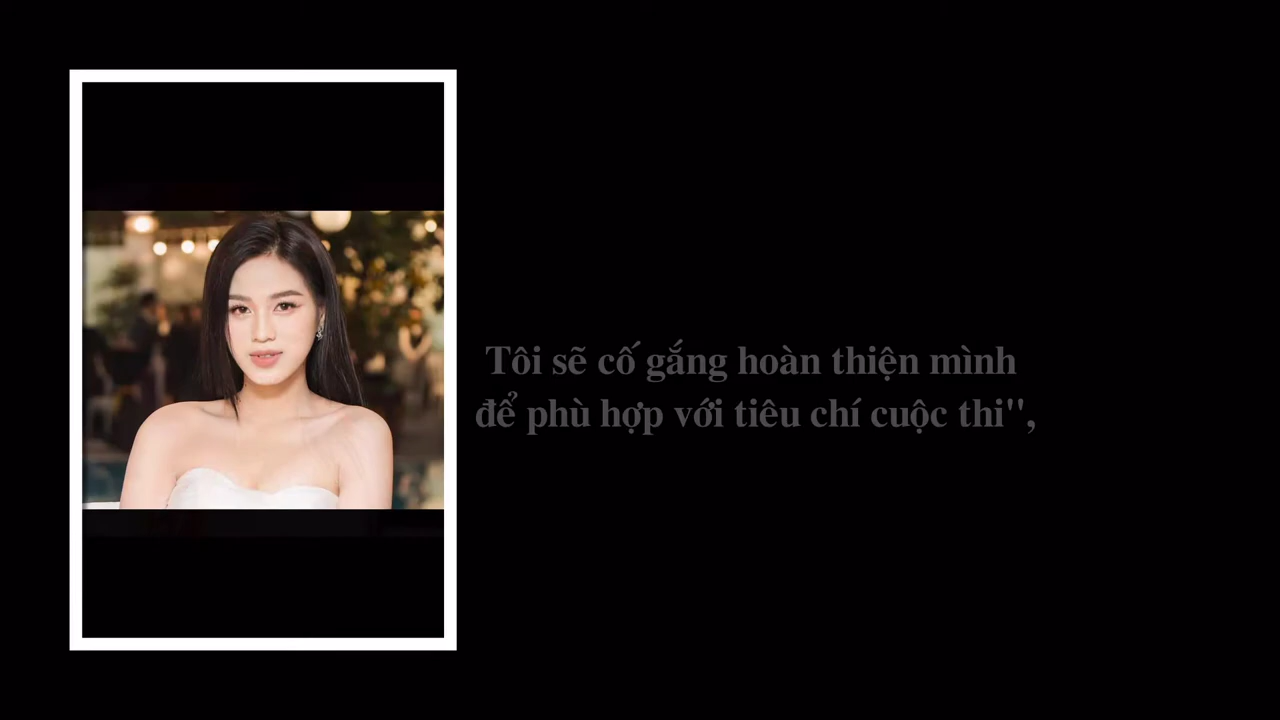 Tôi sẽ cố gắng hoàn thiện mình
để phù hợp với tiêu chí cuộc thi",